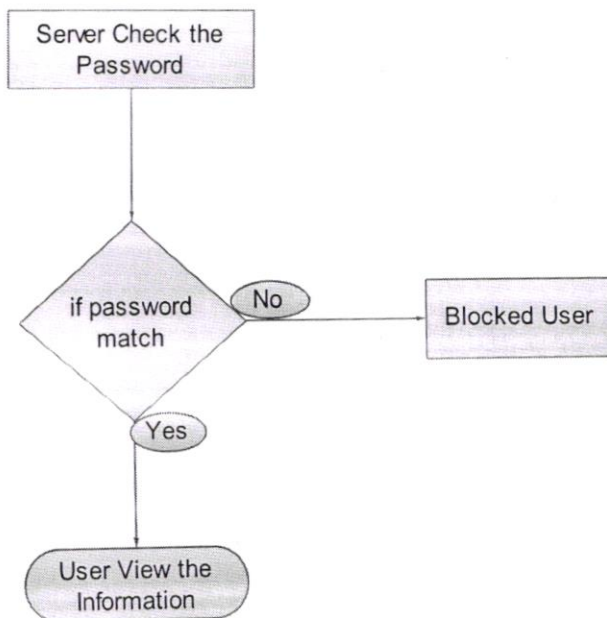 Server Check the
Password
if password
match
No
Blocked User
Yes
User View the
Information